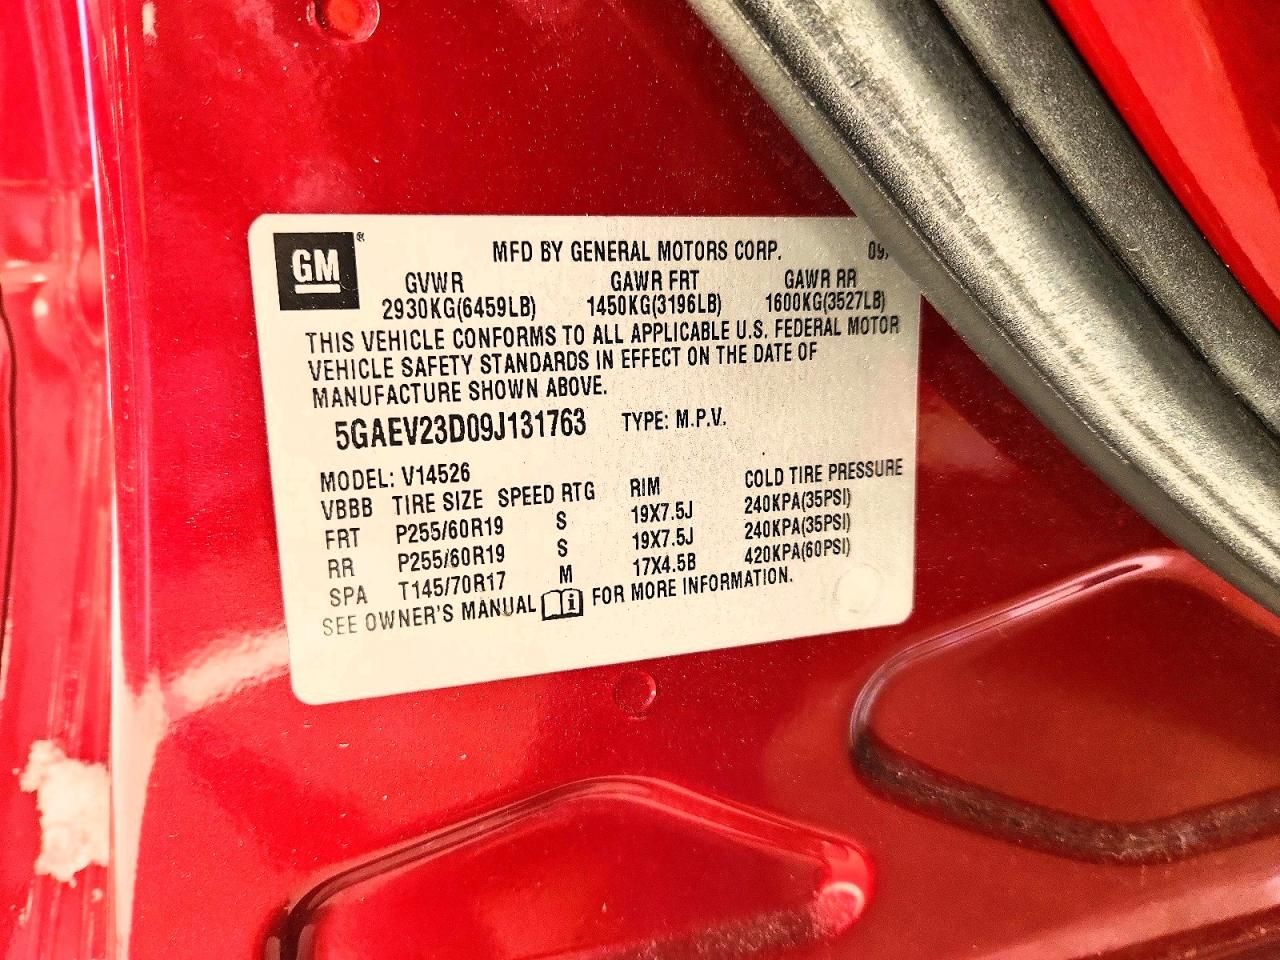 GM®
MFD BY GENERAL MOTORS CORP. 09/
GVWR GAWR FRT GAWR RR
2930KG(6459LB) 1450KG(3196LB) 1600KG(3527LB)
THIS VEHICLE CONFORMS TO ALL APPLICABLE U.S. FEDERAL MOTOR
VEHICLE SAFETY STANDARDS IN EFFECT ON THE DATE OF
MANUFACTURE SHOWN ABOVE.
5GAEV23D09J131763 TYPE: M.P.V.
MODEL: V14526
VBBB TIRE SIZE SPEED RTG RIM COLD TIRE PRESSURE
FRT P255/60R19 S 19X7.5J 240KPA(35PSI)
RR P255/60R19 S 19X7.5J 240KPA(35PSI)
SPA T145/70R17 M 17X4.5B 420KPA(60PSI)
SEE OWNER'S MANUAL i FOR MORE INFORMATION.